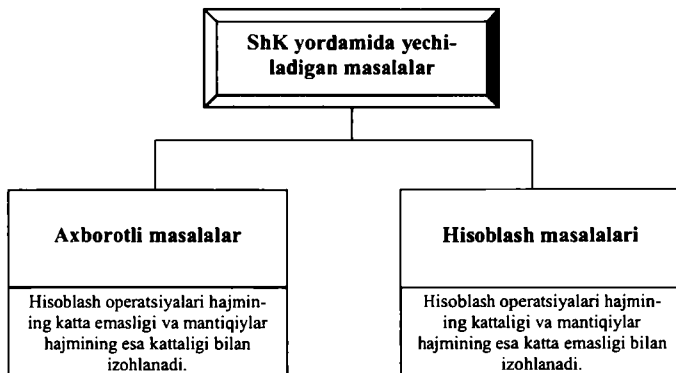 ShK yordamida yechi-
ladigan masalalar
Axborotli masalalar
Hisoblash operatsiyalari hajmin-
ing katta emasligi va mantiqiylar
hajmining esa kattaligi bilan
izohlanadi.
Hisoblash masalalari
Hisoblash operatsiyalari hajmin-
ing kattaligi va mantiqiylar
hajmining esa katta emasligi bilan
izohlanadi.